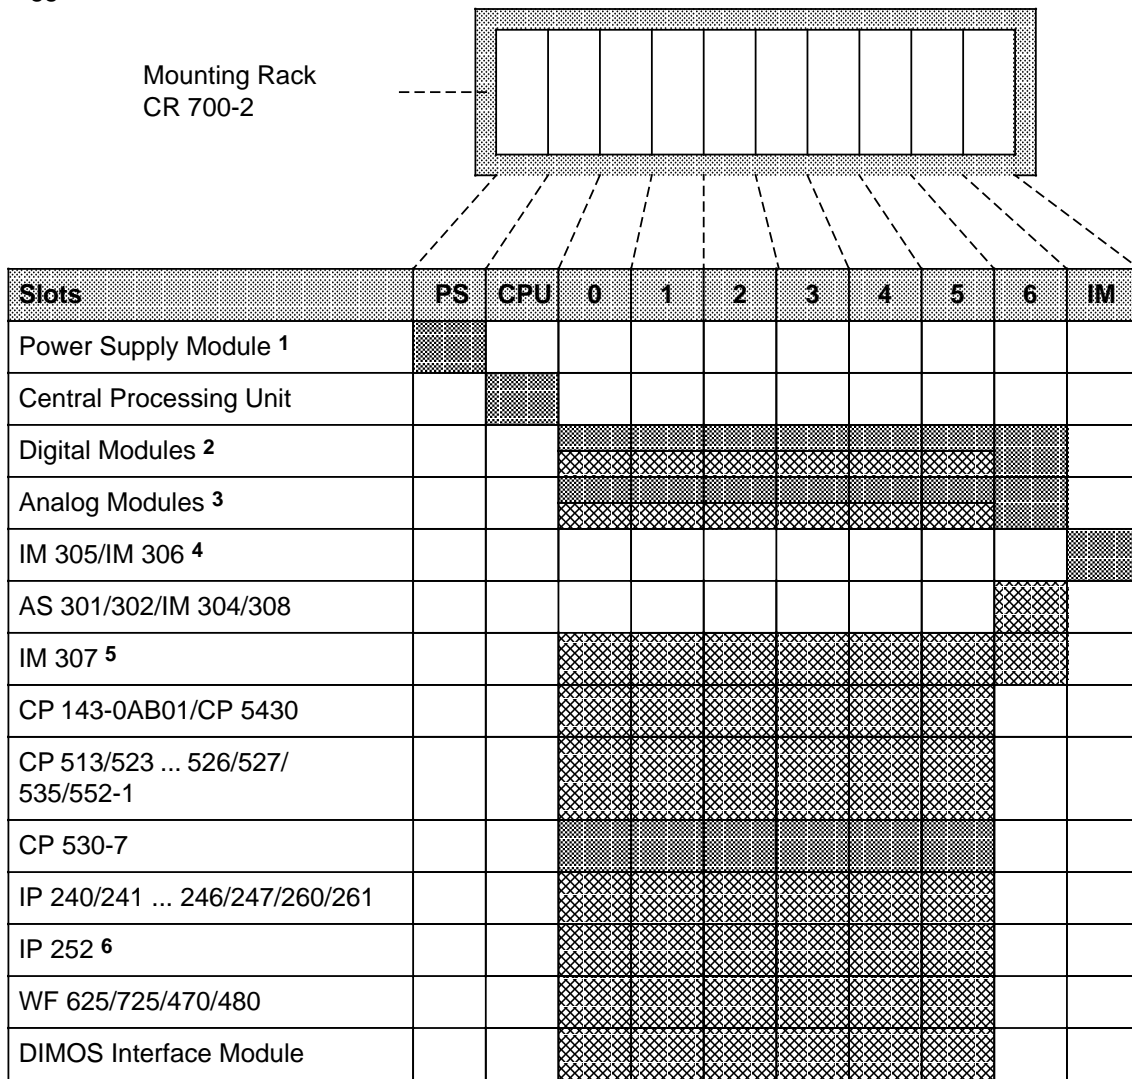 Mounting Rack
CR 700-2
Slots PS CPU 0 1 2 3 4 5 6 IM
Power Supply Module 1
Central Processing Unit
Digital Modules 2
Analog Modules 3
IM 305/IM 306 4
AS 301/302/IM 304/308
IM 307 5
CP 143-0AB01/CP 5430
CP 513/523 ... 526/527/
535/552-1
CP 530-7
IP 240/241 ... 246/247/260/261
IP 252 6
WF 625/725/470/480
DIMOS Interface Module